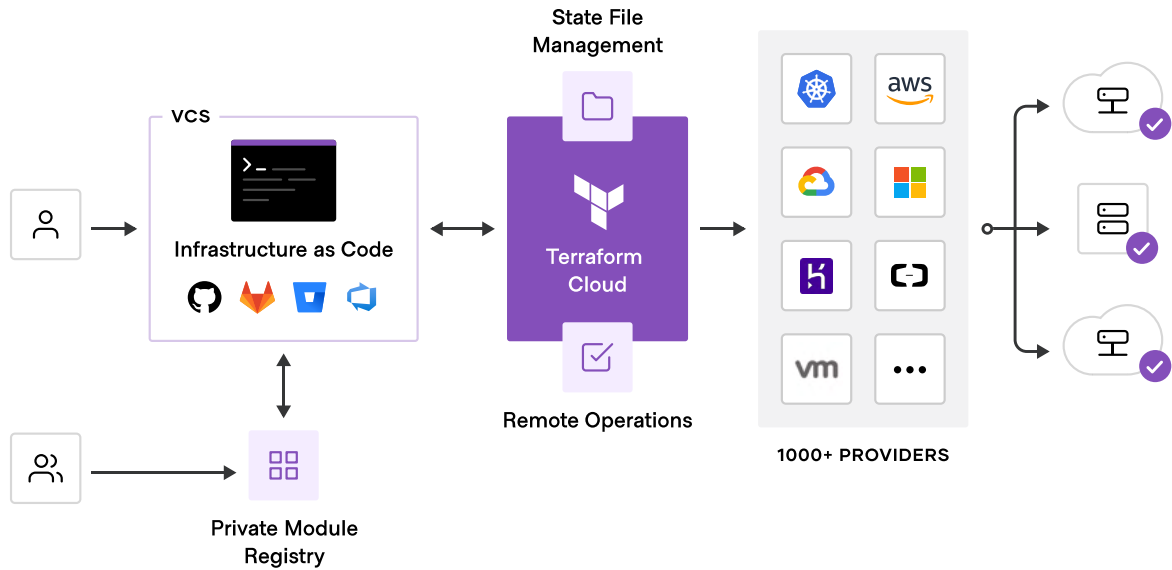 State File
Management
VCS
Infrastructure as Code
Terraform
Cloud
Remote Operations
aws
vm
1000+ PROVIDERS
Private Module
Registry